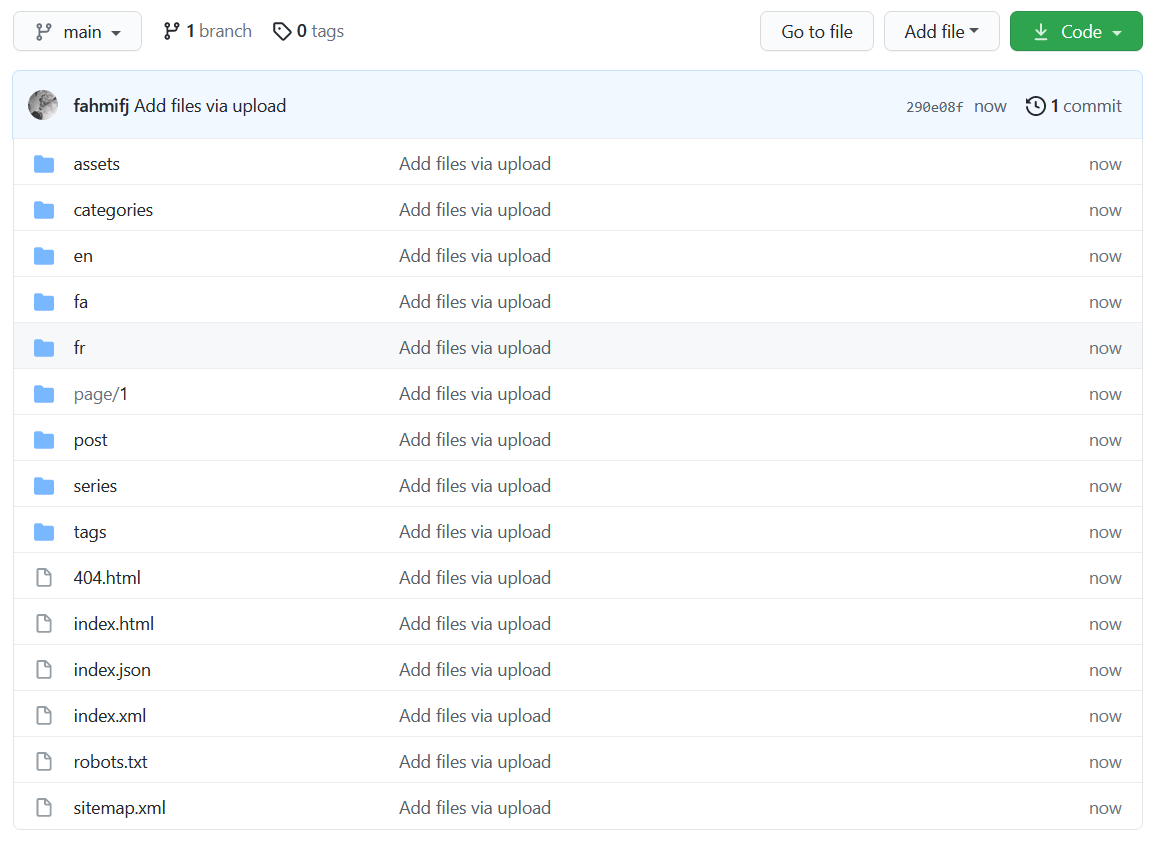 main 1 branch 0 tags Go to file Add file Code
fahmifj Add files via upload 290e08f now 1 commit
assets Add files via upload now
categories Add files via upload now
en Add files via upload now
fa Add files via upload now
fr Add files via upload now
page/1 Add files via upload now
post Add files via upload now
series Add files via upload now
tags Add files via upload now
404.html Add files via upload now
index.html Add files via upload now
index.json Add files via upload now
index.xml Add files via upload now
robots.txt Add files via upload now
sitemap.xml Add files via upload now